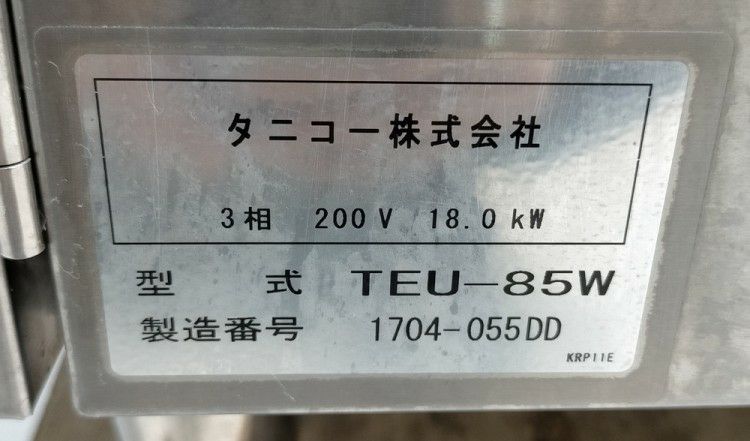 タニコー株式会社
3相 200V 18.0kW
型 式 TEU-85W
製造番号 1704-055DD
KRP11E